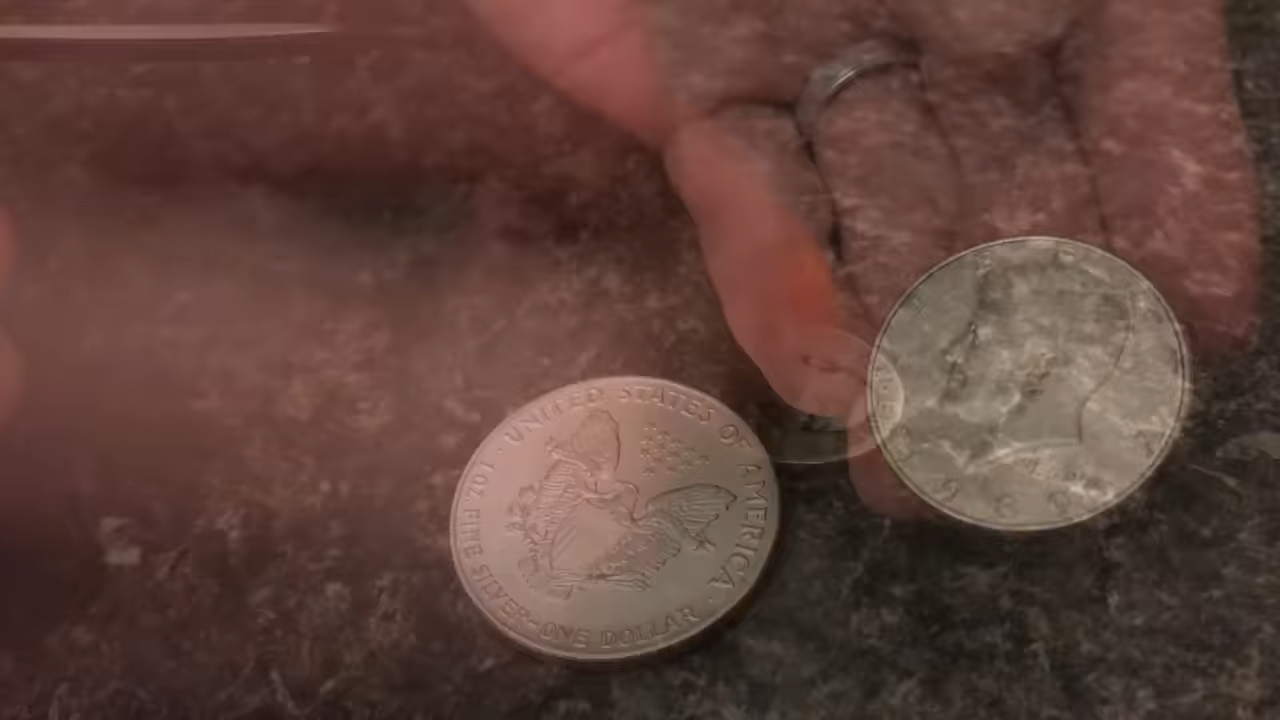 UNITED STATES OF AMERICA
1 OZ. FINE SILVER-ONE DOLLAR